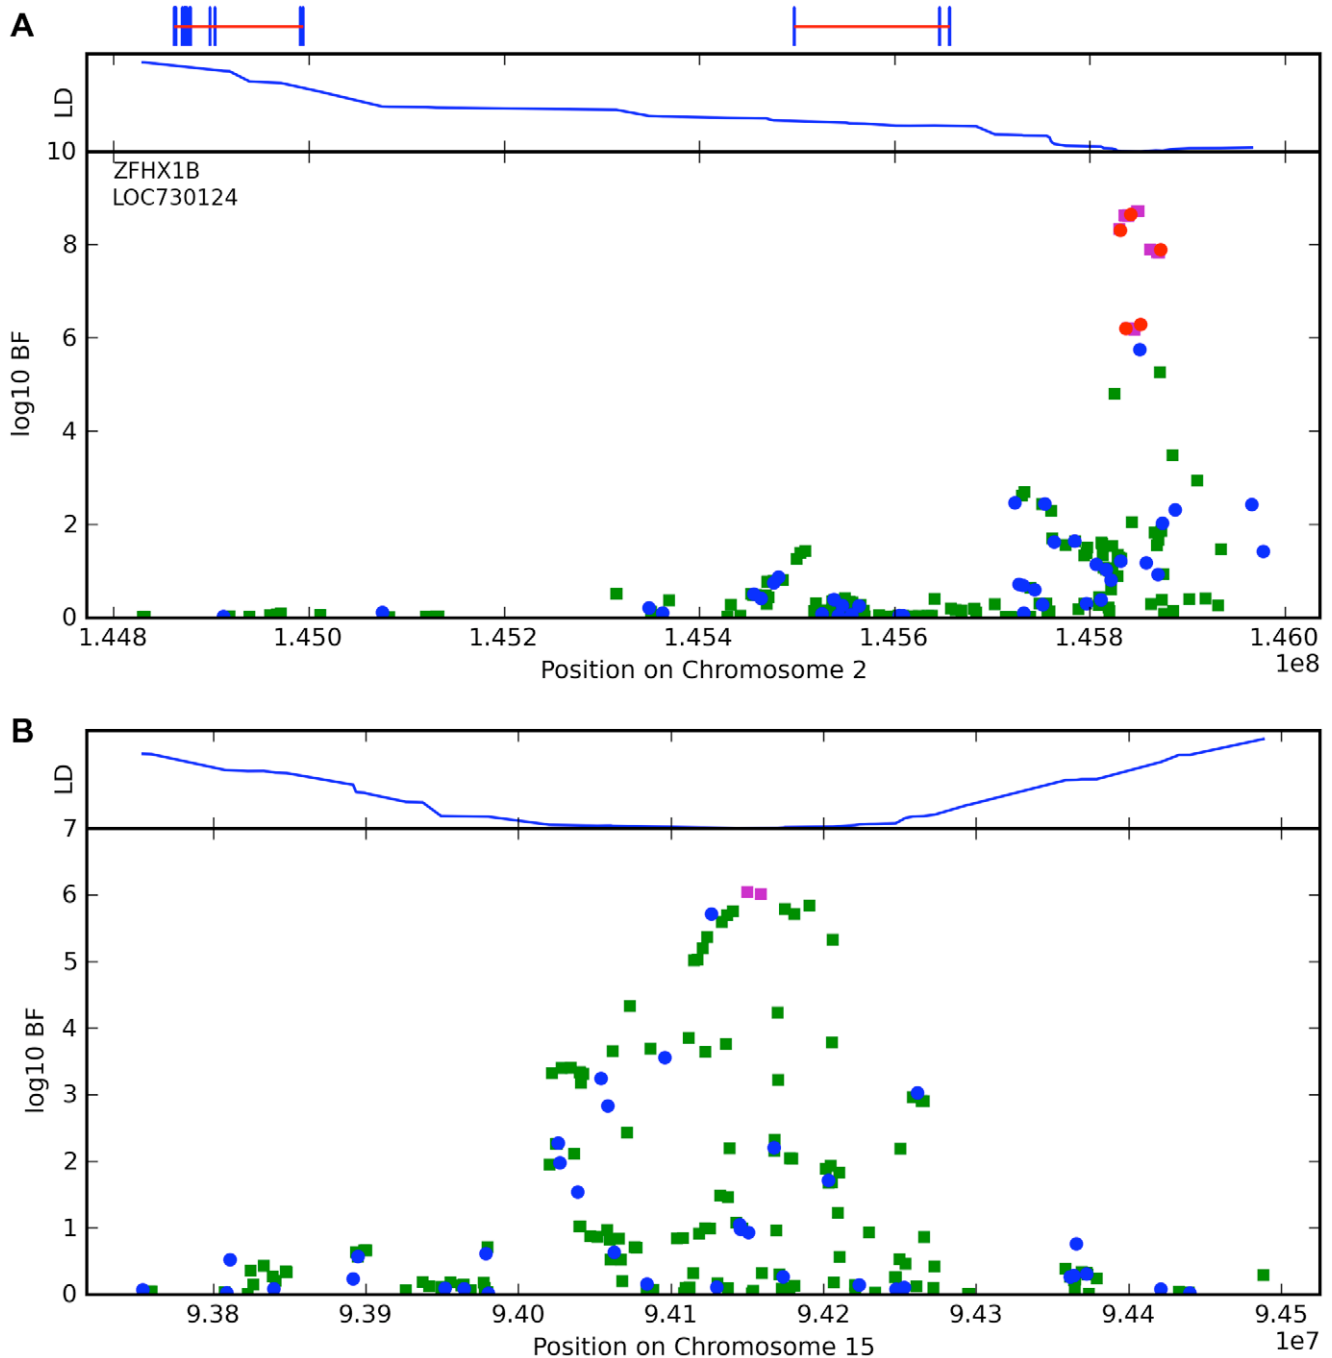 A
LD
10
ZFHX1B
LOC730124
8
6
log10 BF
4
2
0
1.448 1.450 1.452 1.454 1.456 1.458 1.460
Position on Chromosome 2
1e8
B
LD
7
6
5
4
log10 BF
3
2
1
0
9.38 9.39 9.40 9.41 9.42 9.43 9.44 9.45
Position on Chromosome 15
1e7